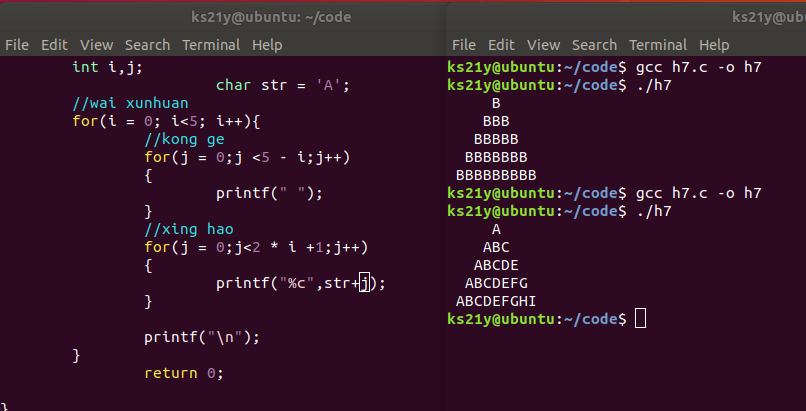 ks21y@ubuntu: ~/code
File Edit View Search Terminal Help
int i,j;
char str = 'A';
//wai xunhuan
for(i = 0; i<5; i++){
//kong ge
for(j = 0;j <5 - i;j++)
{
printf(" ");
}
//xing hao
for(j = 0;j<2 * i +1;j++)
{
printf("%c",str+j);
}
printf("\n");
}
return 0;
}
ks21y@ubu
File Edit View Search Terminal Help
ks21y@ubuntu:~/code$ gcc h7.c -o h7
ks21y@ubuntu:~/code$ ./h7
B
BBB
BBBBB
BBBBBBB
BBBBBBBBB
ks21y@ubuntu:~/code$ gcc h7.c -o h7
ks21y@ubuntu:~/code$ ./h7
A
ABC
ABCDE
ABCDEFG
ABCDEFGHI
ks21y@ubuntu:~/code$